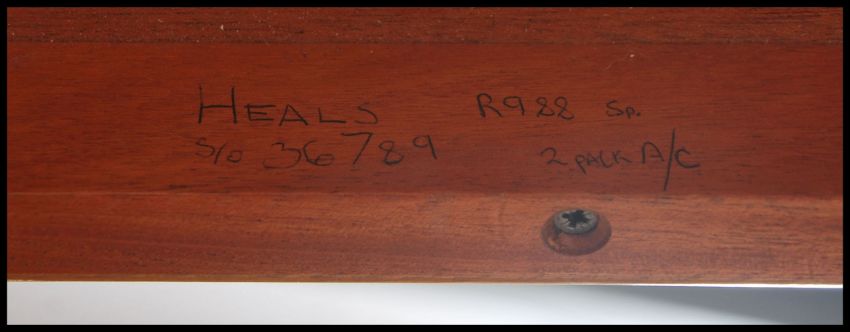 HEALS R988 Sp.
S/O 36789 2 PACK A/C